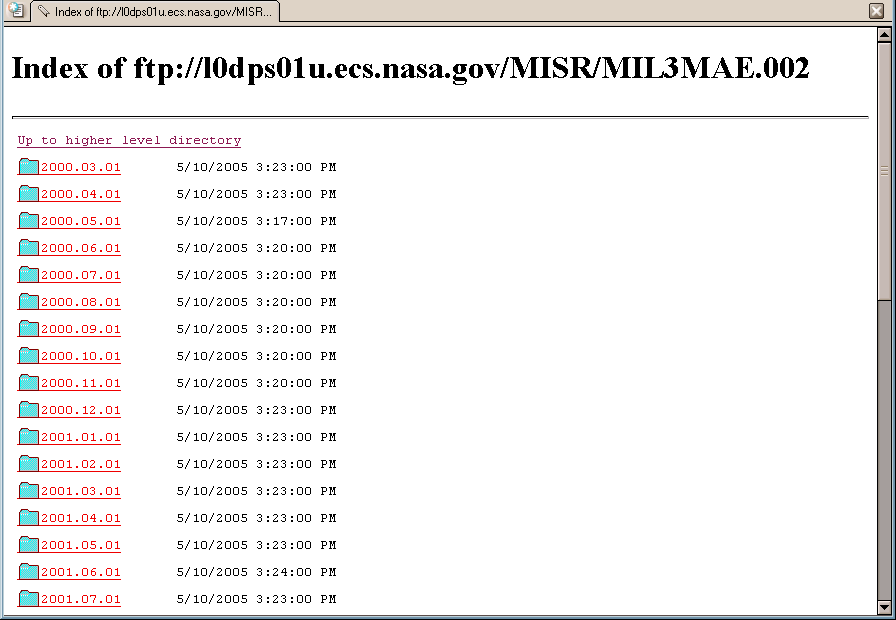 Index of ftp://l0dps01u.ecs.nasa.gov/MISR...
Index of ftp://l0dps01u.ecs.nasa.gov/MISR/MIL3MAE.002
Up to higher level directory
2000.03.01 5/10/2005 3:23:00 PM
2000.04.01 5/10/2005 3:23:00 PM
2000.05.01 5/10/2005 3:17:00 PM
2000.06.01 5/10/2005 3:20:00 PM
2000.07.01 5/10/2005 3:20:00 PM
2000.08.01 5/10/2005 3:20:00 PM
2000.09.01 5/10/2005 3:20:00 PM
2000.10.01 5/10/2005 3:20:00 PM
2000.11.01 5/10/2005 3:20:00 PM
2000.12.01 5/10/2005 3:23:00 PM
2001.01.01 5/10/2005 3:23:00 PM
2001.02.01 5/10/2005 3:23:00 PM
2001.03.01 5/10/2005 3:23:00 PM
2001.04.01 5/10/2005 3:23:00 PM
2001.05.01 5/10/2005 3:23:00 PM
2001.06.01 5/10/2005 3:24:00 PM
2001.07.01 5/10/2005 3:23:00 PM